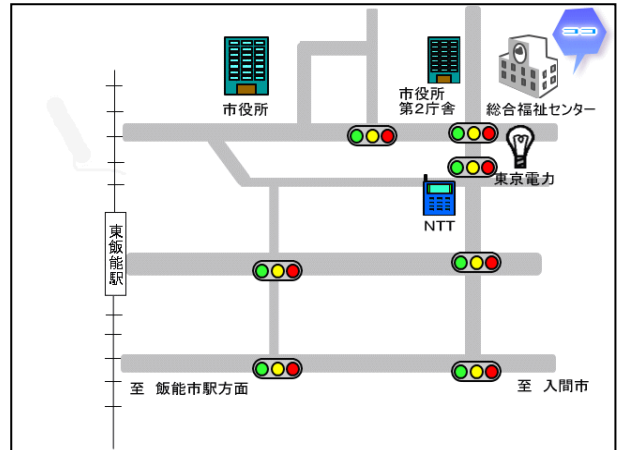 市役所
市役所
第2庁舎
総合福祉センター
東京電力
NTT
東飯能駅
至 飯能市駅方面
至 入間市